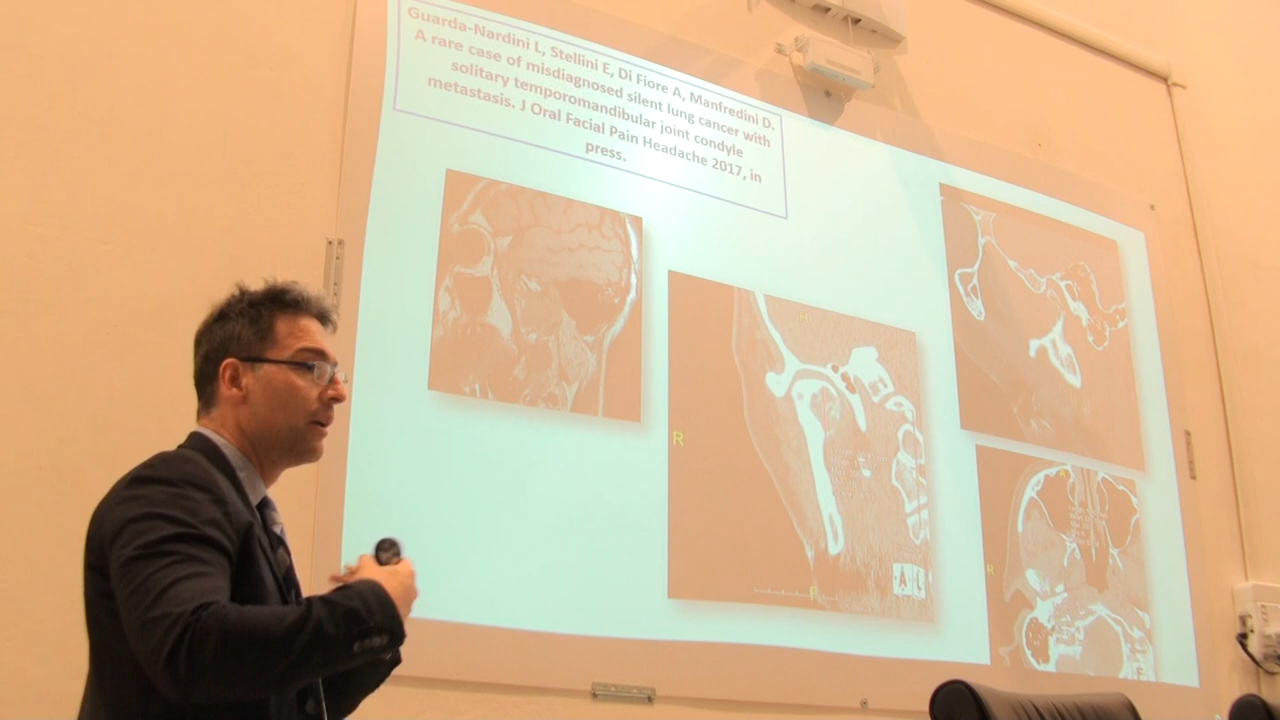 Guarda-Nardini L, Stellini E, Di Fiore A, Manfredini D.
A rare case of misdiagnosed silent lung cancer with
solitary temporomandibular joint condyle
metastasis. J Oral Facial Pain Headache 2017, in
press.
H
R
F
A L
A
R